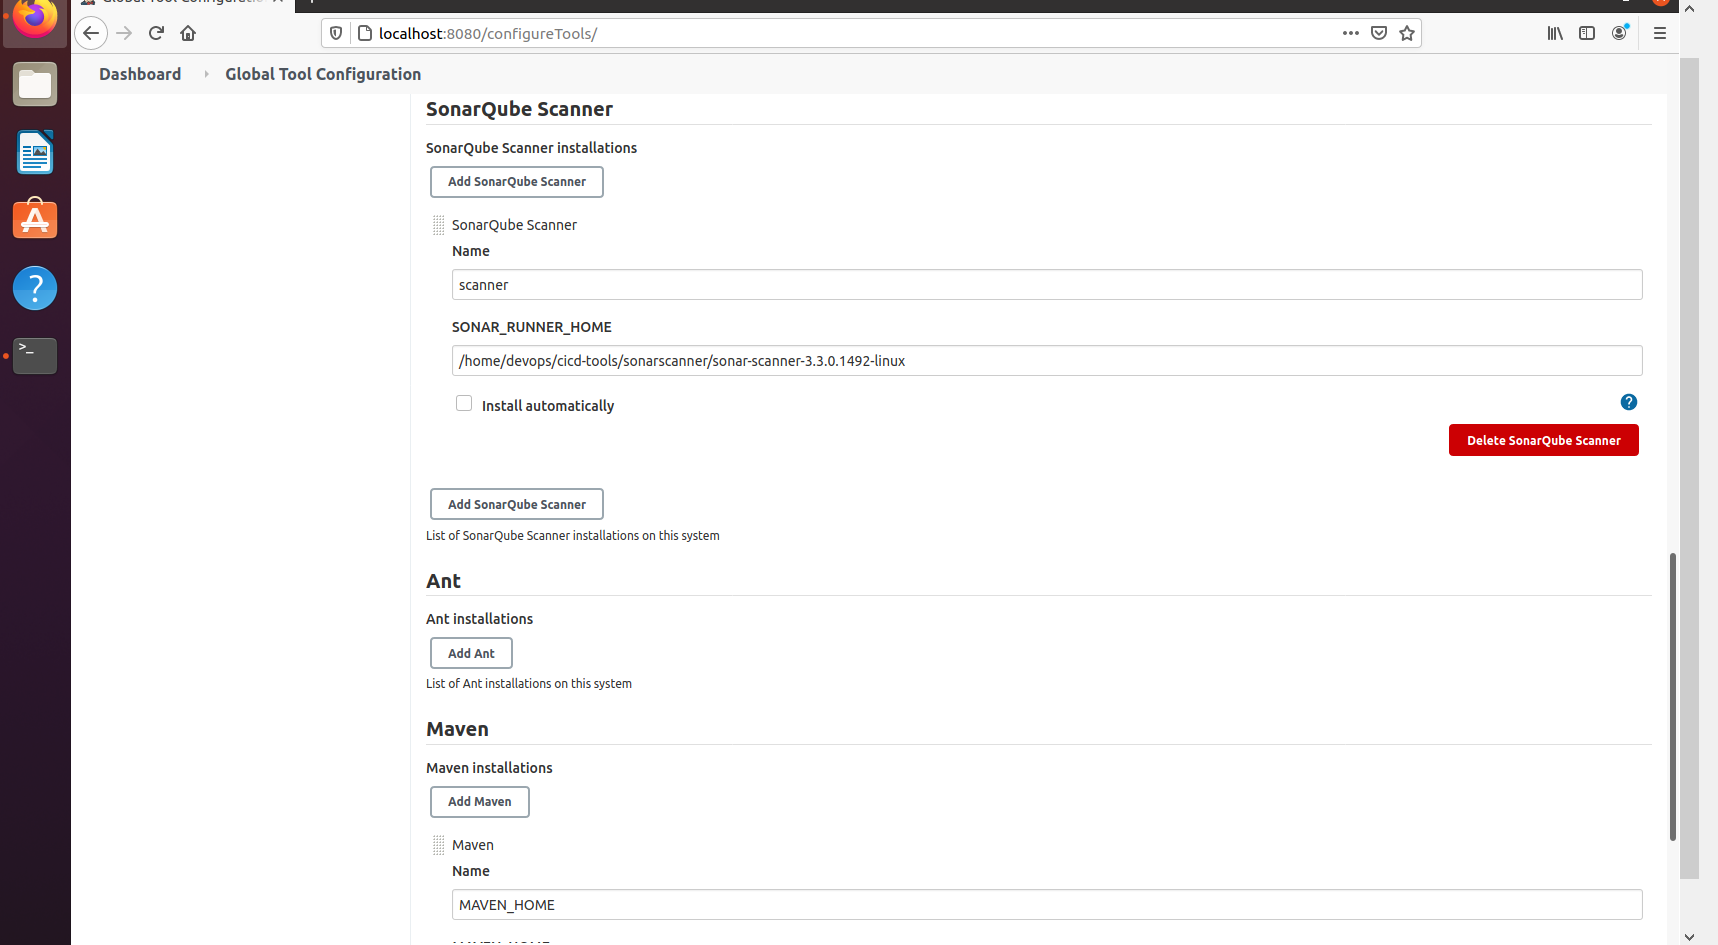 Global Tool Configuratio
localhost:8080/configureTools/
Dashboard
Global Tool Configuration
SonarQube Scanner
SonarQube Scanner installations
Add SonarQube Scanner
SonarQube Scanner
Name
scanner
SONAR_RUNNER_HOME
/home/devops/cicd-tools/sonarscanner/sonar-scanner-3.3.0.1492-linux
Install automatically
?
Delete SonarQube Scanner
Add SonarQube Scanner
List of SonarQube Scanner installations on this system
Ant
Ant installations
Add Ant
List of Ant installations on this system
Maven
Maven installations
Add Maven
Maven
Name
MAVEN_HOME